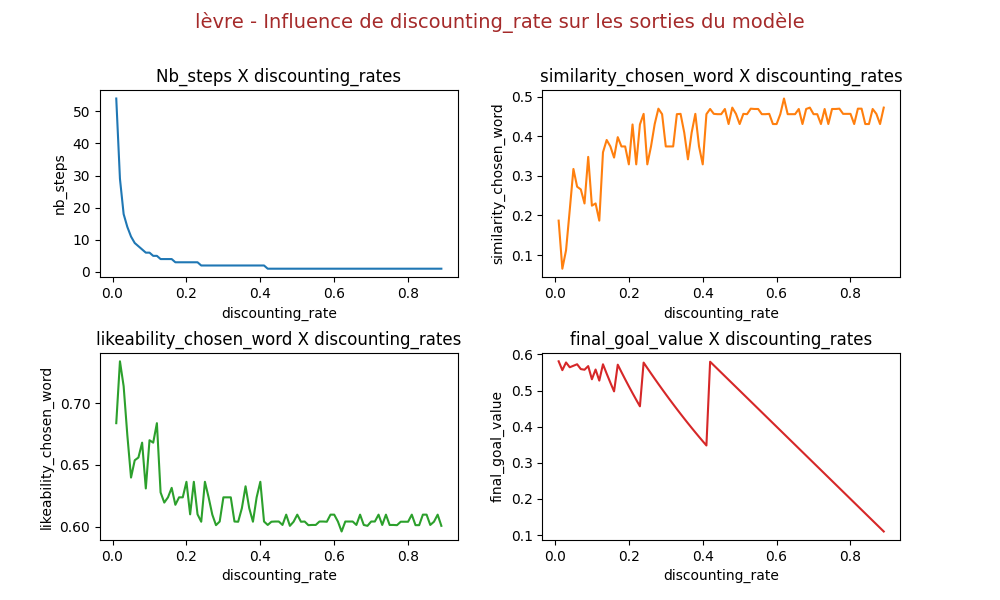 lèvre - Influence de discounting_rate sur les sorties du modèle
Nb_steps X discounting_rates
nb_steps
50
40
30
20
10
0
0.0 0.2 0.4 0.6 0.8
discounting_rate
similarity_chosen_word X discounting_rates
similarity_chosen_word
0.5
0.4
0.3
0.2
0.1
0.0 0.2 0.4 0.6 0.8
discounting_rate
likeability_chosen_word X discounting_rates
likeability_chosen_word
0.70
0.65
0.60
0.0 0.2 0.4 0.6 0.8
discounting_rate
final_goal_value X discounting_rates
final_goal_value
0.6
0.5
0.4
0.3
0.2
0.1
0.0 0.2 0.4 0.6 0.8
discounting_rate